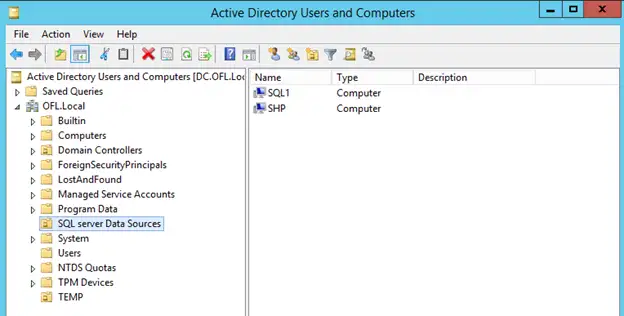 Active Directory Users and Computers
File Action View Help
Active Directory Users and Computers [DC.OFL.Loca
Saved Queries
OFL.Local
Builtin
Computers
Domain Controllers
ForeignSecurityPrincipals
LostAndFound
Managed Service Accounts
Program Data
SQL server Data Sources
System
Users
NTDS Quotas
TPM Devices
TEMP
Name Type Description
SQL1 Computer
SHP Computer